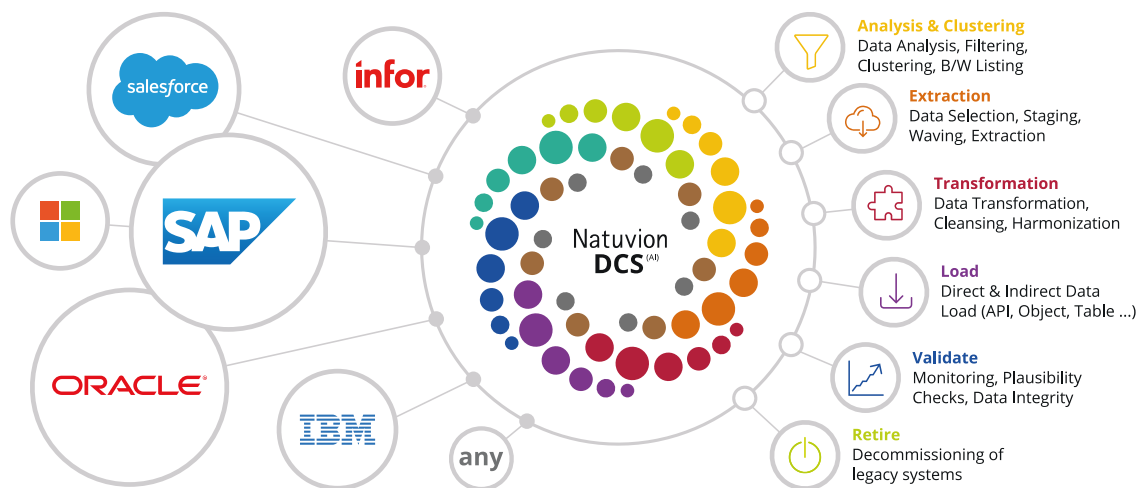 salesforce
infor
SAP
ORACLE®
IBM
any
Natuvion
DCS (AI)
Analysis & Clustering
Data Analysis, Filtering,
Clustering, B/W Listing
Extraction
Data Selection, Staging,
Waving, Extraction
Transformation
Data Transformation,
Cleansing, Harmonization
Load
Direct & Indirect Data
Load (API, Object, Table ...)
Validate
Monitoring, Plausibility
Checks, Data Integrity
Retire
Decommissioning of
legacy systems